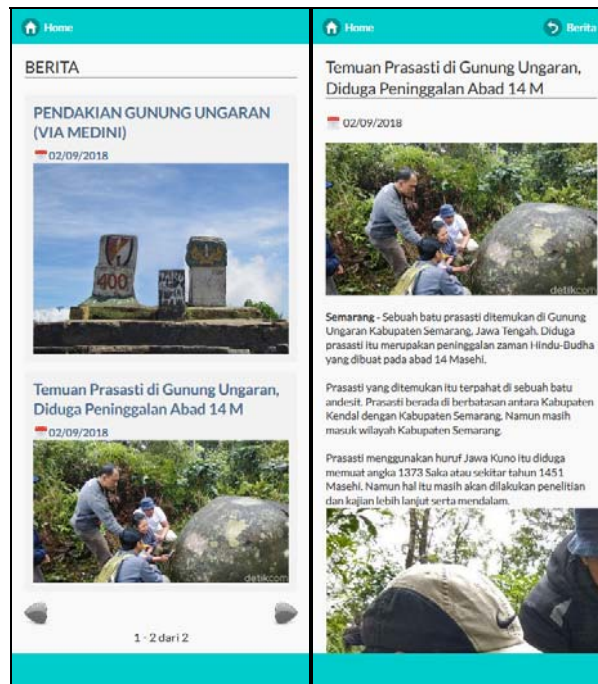 Home
BERITA
PENDAKIAN GUNUNG UNGARAN
(VIA MEDINI)
02/09/2018
400
Temuan Prasasti di Gunung Ungaran,
Diduga Peninggalan Abad 14 M
02/09/2018
detikcom
1 - 2 dari 2
Home
Berita
Temuan Prasasti di Gunung Ungaran,
Diduga Peninggalan Abad 14 M
02/09/2018
detikcom
Semarang - Sebuah batu prasasti ditemukan di Gunung
Ungaran Kabupaten Semarang, Jawa Tengah. Diduga
prasasti itu merupakan peninggalan zaman Hindu-Budha
yang dibuat pada abad 14 Masehi.
Prasasti yang ditemukan itu terpahat di sebuah batu
andesit. Prasasti berada di berbatasan antara Kabupaten
Kendal dengan Kabupaten Semarang. Namun masih
masuk wilayah Kabupaten Semarang.
Prasasti menggunakan huruf Jawa Kuno itu diduga
memuat angka 1373 Saka atau sekitar tahun 1451
Masehi. Namun hal itu masih akan dilakukan penelitian
dan kajian lebih lanjut serta mendalam.